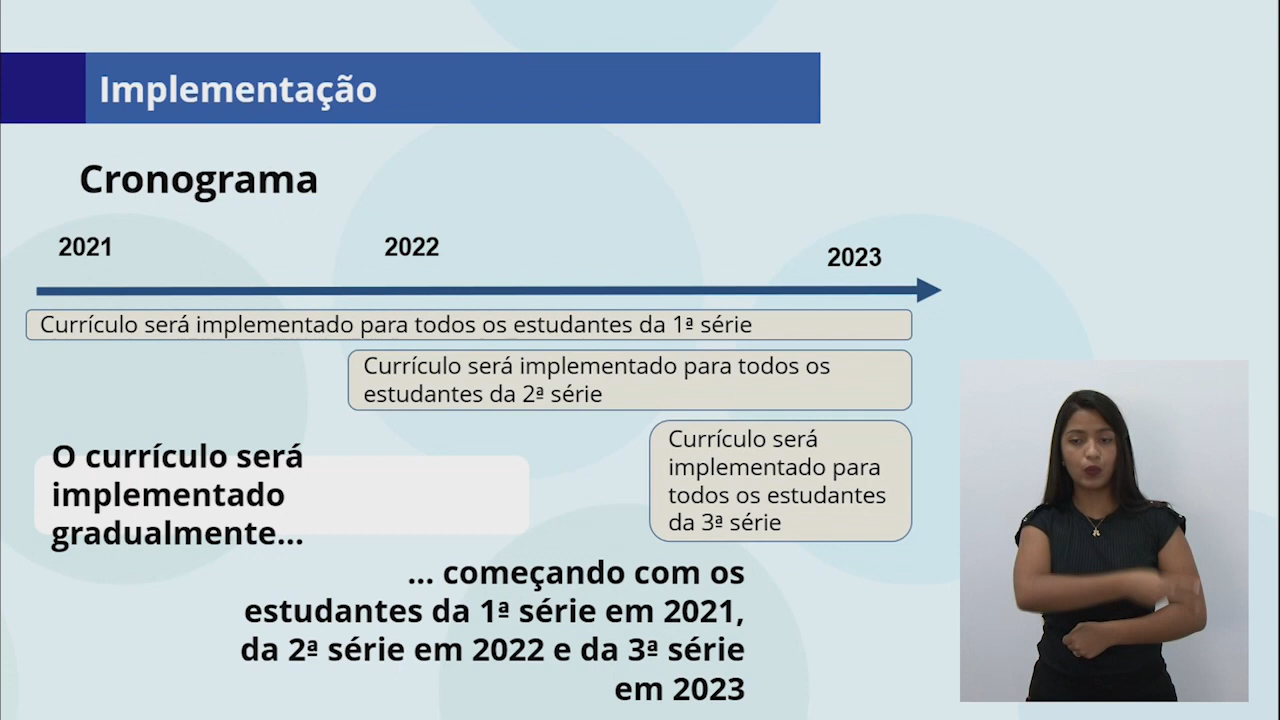 Implementação
Cronograma
2021
2022
2023
Currículo será implementado para todos os estudantes da 1ª série
Currículo será implementado para todos os
estudantes da 2ª série
Currículo será
implementado para
todos os estudantes
da 3ª série
O currículo será
implementado
gradualmente...
... começando com os
estudantes da 1ª série em 2021,
da 2ª série em 2022 e da 3ª série
em 2023